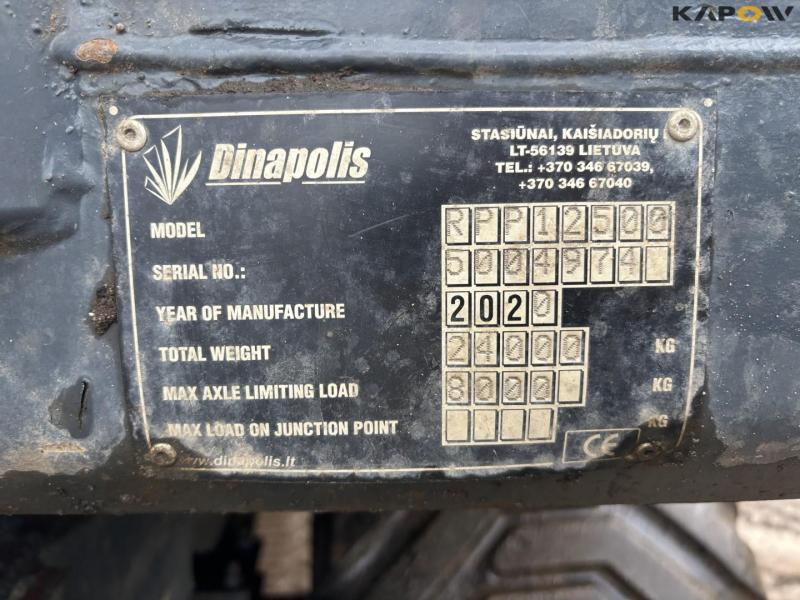 KAPOW
Dinapolis
STASIŪNAI, KAIŠIADORIŲ
LT-56139 LIETUVA
TEL.: +370 346 67039,
+370 346 67040
MODEL RPP12500
SERIAL NO.: 5004974
YEAR OF MANUFACTURE 2020
TOTAL WEIGHT 24000 KG
MAX AXLE LIMITING LOAD 8000 KG
MAX LOAD ON JUNCTION POINT KG
www.dinapolis.lt CE